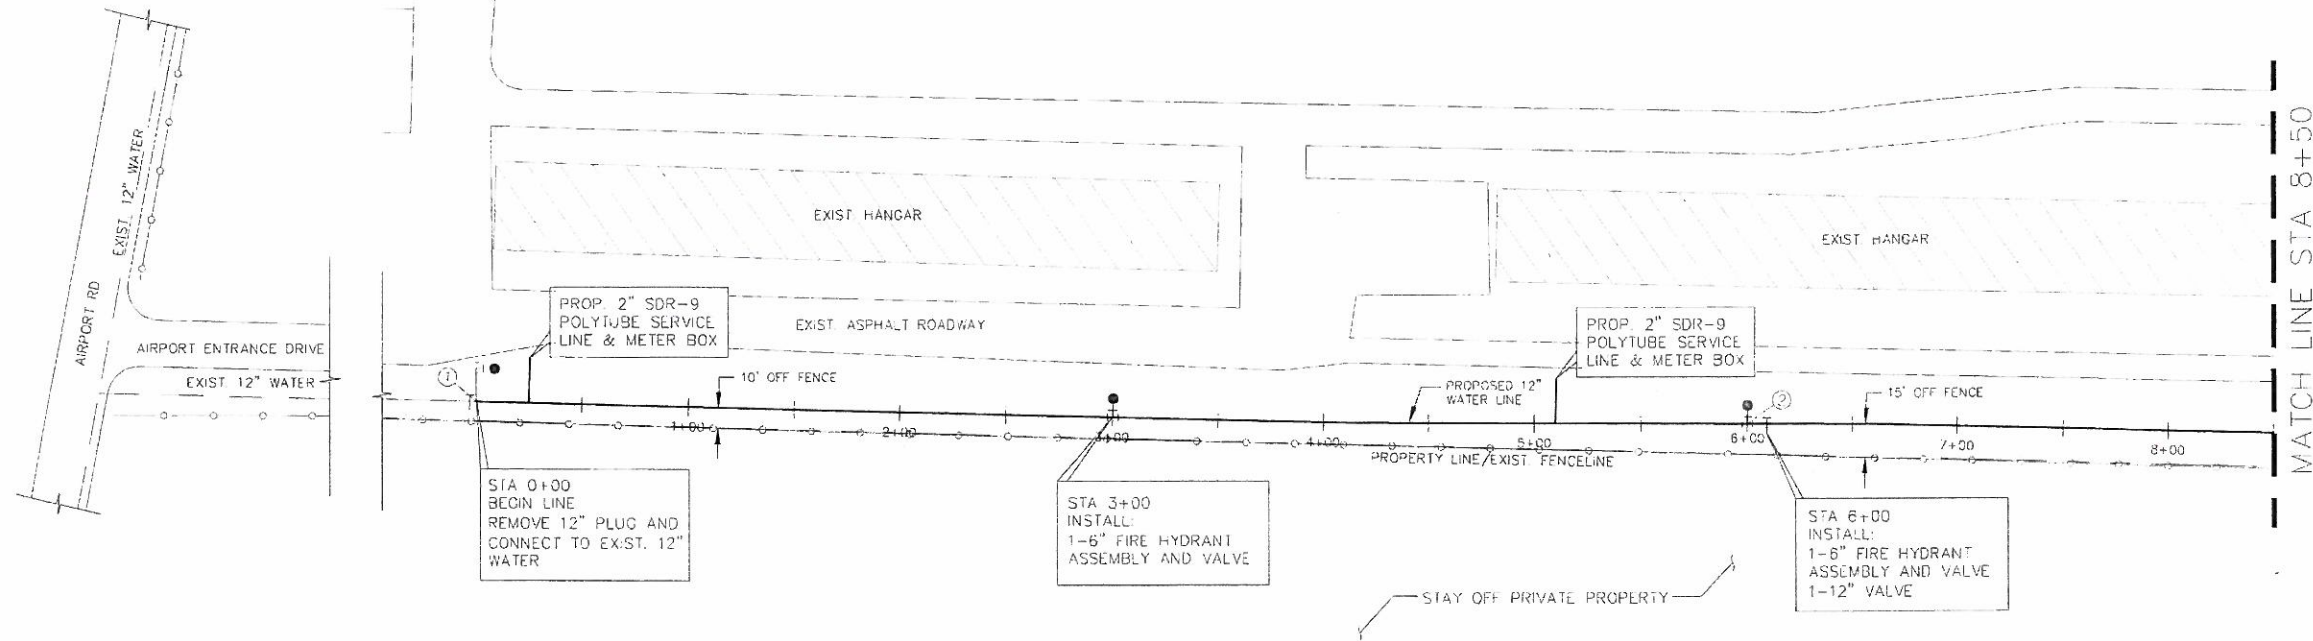 EXIST. 12" WATER
AIRPORT RD
AIRPORT ENTRANCE DRIVE
EXIST. 12" WATER
EXIST. HANGAR
EXIST. HANGAR
PROP. 2" SDR-9
POLYTUBE SERVICE
LINE & METER BOX
EXIST. ASPHALT ROADWAY
PROP. 2" SDR-9
POLYTUBE SERVICE
LINE & METER BOX
1
10' OFF FENCE
PROPOSED 12"
WATER LINE
2
15' OFF FENCE
1+00
2+00
3+00
4+00
5+00
6+00
7+00
8+00
PROPERTY LINE/EXIST. FENCELINE
STA 0+00
BEGIN LINE
REMOVE 12" PLUG AND
CONNECT TO EXIST. 12"
WATER
STA 3+00
INSTALL:
1-6" FIRE HYDRANT
ASSEMBLY AND VALVE
STA 6+00
INSTALL:
1-6" FIRE HYDRANT
ASSEMBLY AND VALVE
1-12" VALVE
STAY OFF PRIVATE PROPERTY
MATCH LINE STA 8+50